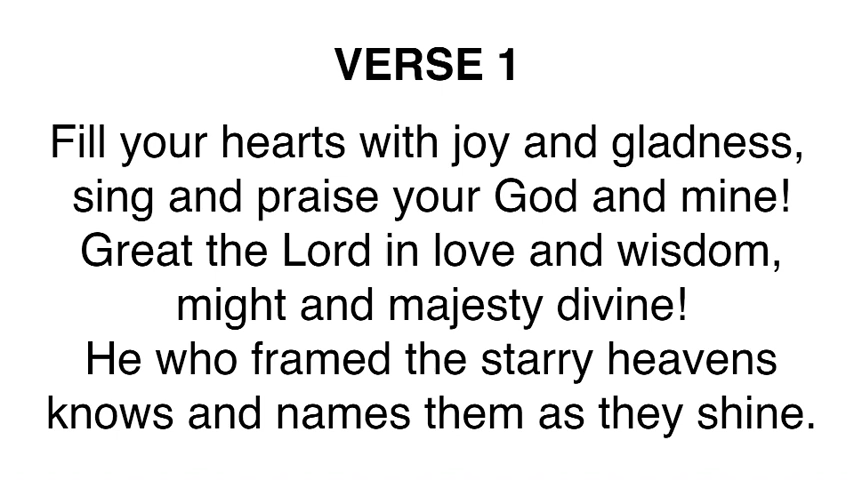 VERSE 1
Fill your hearts with joy and gladness,
sing and praise your God and mine!
Great the Lord in love and wisdom,
might and majesty divine!
He who framed the starry heavens
knows and names them as they shine.